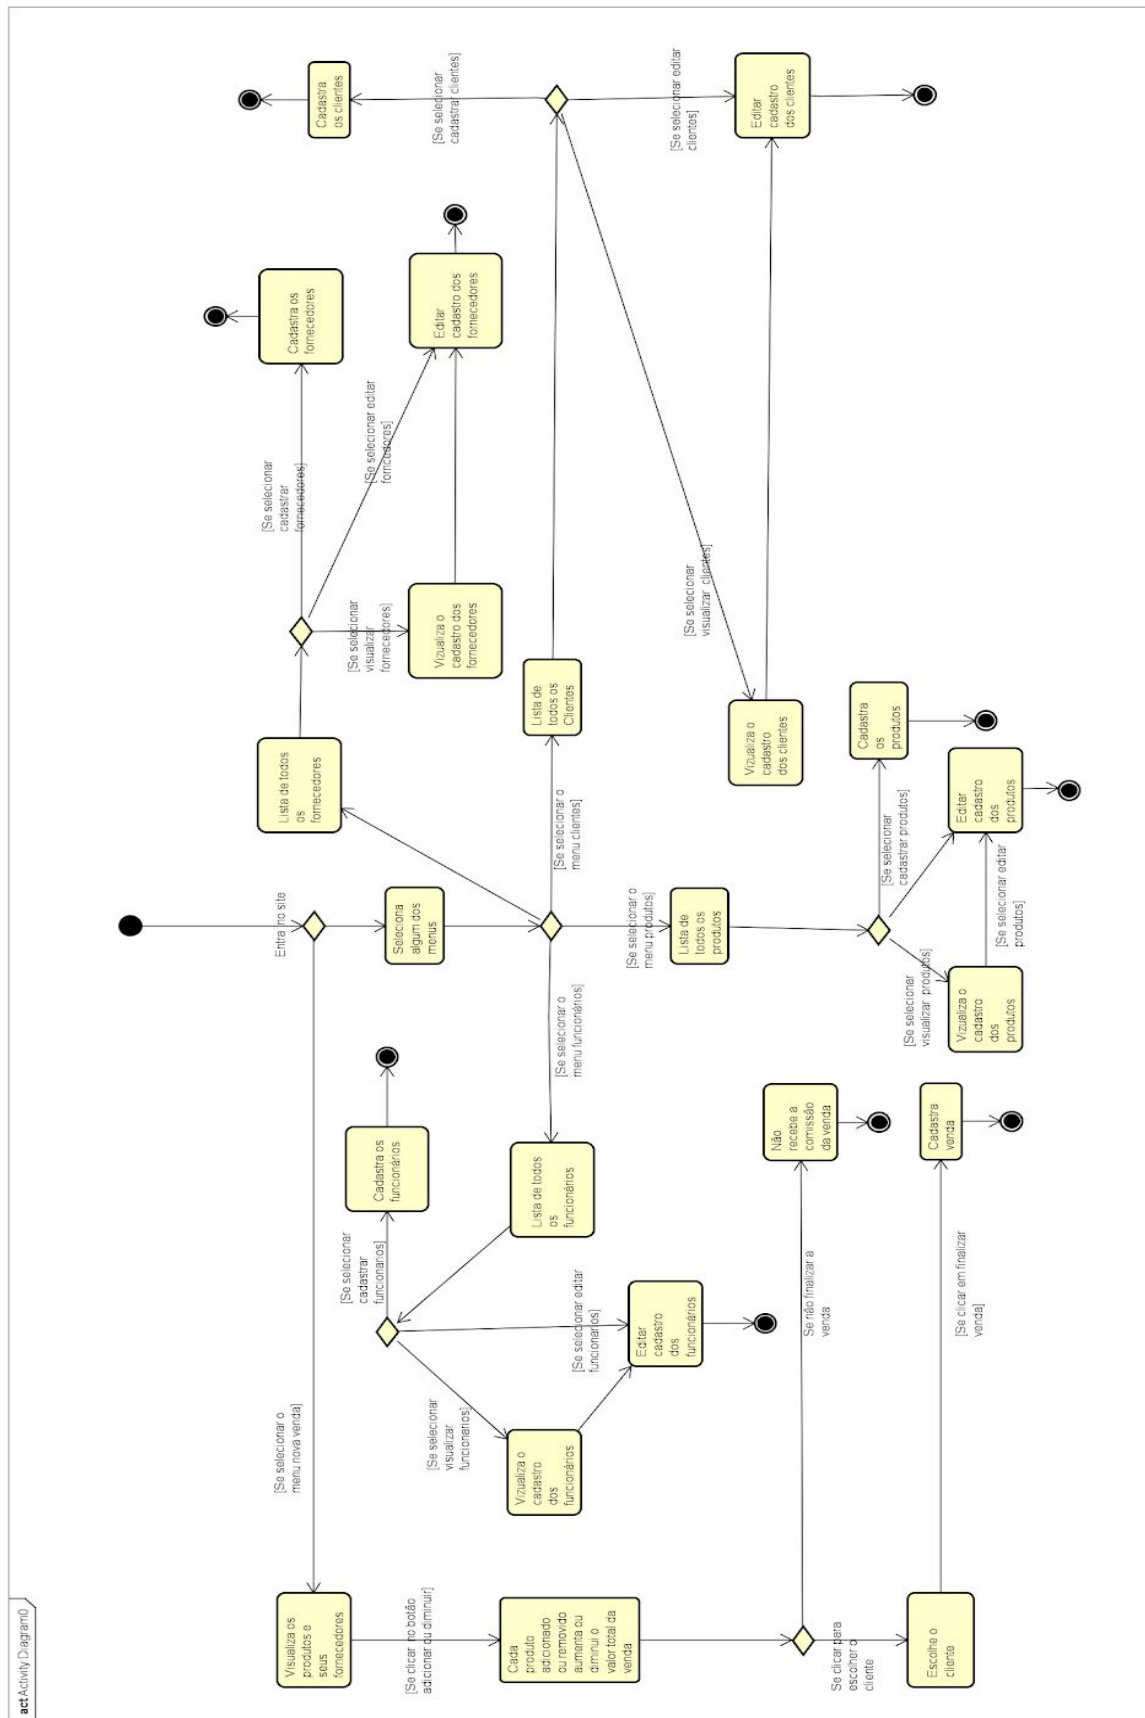 act Activity Diagram0
Entra no site
[Se selecionar o
menu nova venda]
Visualiza os
produtos e
seus
fornecedores
[Se clicar no botão
adicionar ou diminuir]
Cada
produto
adicionado
ou removido
aumenta ou
diminui o
valor total da
venda
Se clicar para
escolher o
cliente
Escolhe o
cliente
Se não finalizar a
venda
Não
recebe a
comissão
da venda
[Se clicar em finalizar
venda]
Cadastra
venda
Seleciona
algum dos
menus
[Se selecionar o
menu funcionários]
Lista de todos
os
funcionários
[Se selecionar
cadastrar
funcionarios]
Cadastra os
funcionários
[Se selecionar
visualizar
funcionarios]
Vizualiza o
cadastro
dos
funcionários
[Se selecionar editar
funcionarios]
Editar
cadastro
dos
funcionários
[Se selecionar o
menu produtos]
Lista de
todos os
produtos
[Se selecionar
cadastrar produtos]
Cadastra
os
produtos
[Se selecionar
visualizar produtos]
Vizualiza o
cadastro
dos
produtos
[Se selecionar editar
produtos]
Editar
cadastro
dos
produtos
Lista de todos
os
fornecedores
[Se selecionar
cadastrar
fornecedores]
Cadastra os
fornecedores
[Se selecionar
visualizar
fornecedores]
Vizualiza o
cadastro dos
fornecedores
[Se selecionar editar
forncedores]
Editar
cadastro dos
fornecedores
[Se selecionar o
menu clientes]
Lista de
todos os
Clientes
[Se selecionar
cadastrar clientes]
Cadastra
os clientes
[Se selecionar
visualizar clientes]
Vizualiza o
cadastro
dos clientes
[Se selecionar editar
clientes]
Editar
cadastro
dos clientes